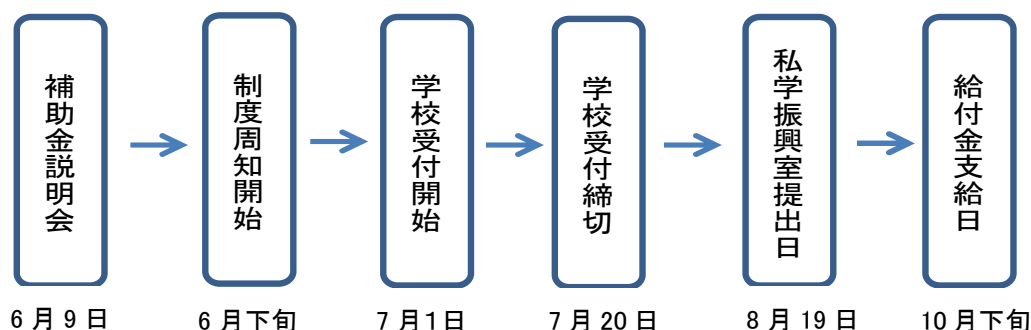 補助金説明会
制度周知開始
学校受付開始
学校受付締切
私学振興室提出日
給付金支給日
6月9日
6月下旬
7月1日
7月20日
8月19日
10月下旬